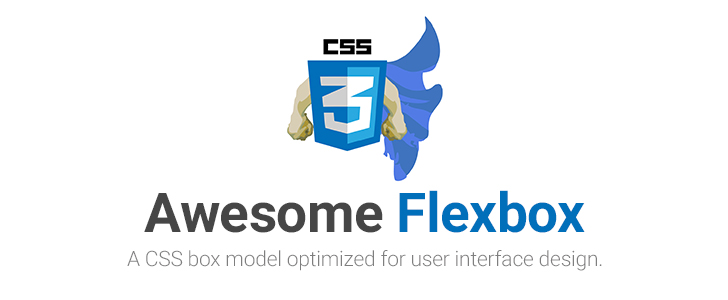 CSS
3
Awesome Flexbox
A CSS box model optimized for user interface design.